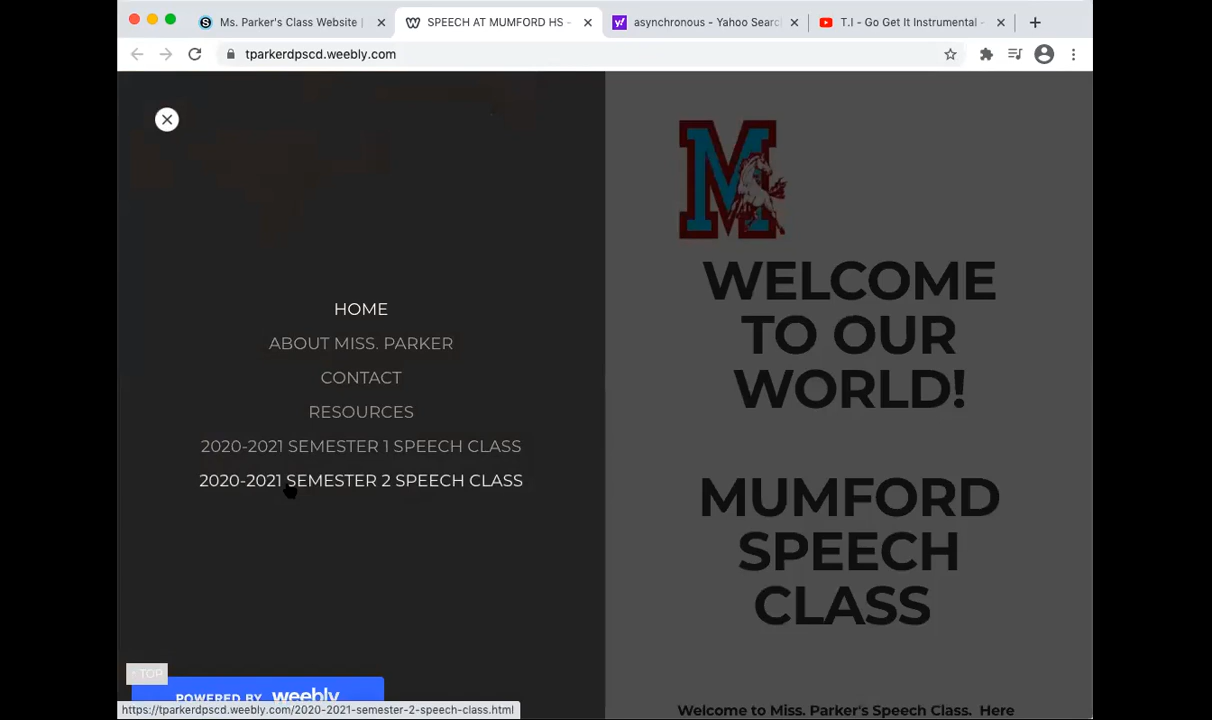 Ms. Parker's Class Website |
SPEECH AT MUMFORD HS -
asynchronous - Yahoo Searc
T.I - Go Get It Instrumental -
tparkerdpscd.weebly.com
M
WELCOME
TO OUR
WORLD!
MUMFORD
SPEECH
CLASS
Welcome to Miss. Parker's Speech Class. Here
HOME
ABOUT MISS. PARKER
CONTACT
RESOURCES
2020-2021 SEMESTER 1 SPEECH CLASS
2020-2021 SEMESTER 2 SPEECH CLASS
TOP
POWERED BY weebly
https://tparkerdpscd.weebly.com/2020-2021-semester-2-speech-class.html